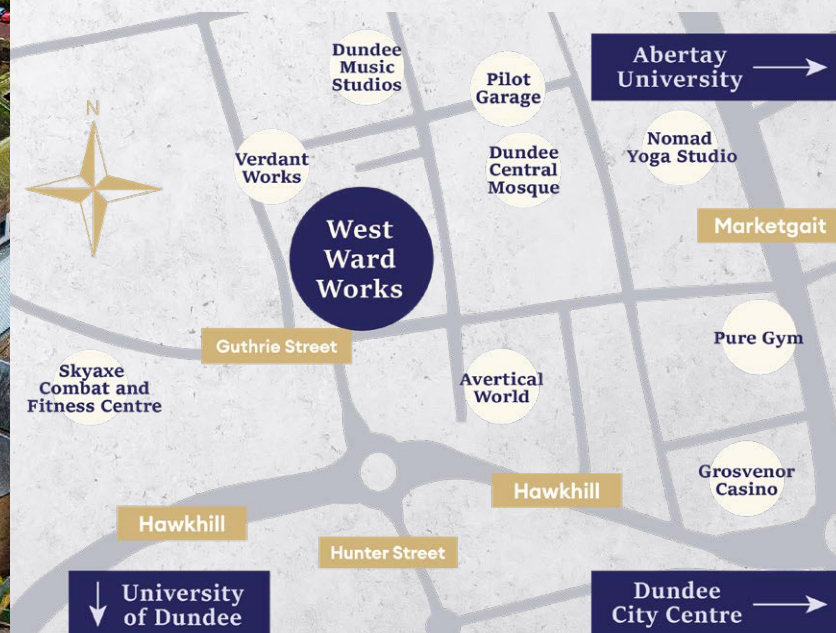 Dundee
Music
Studios
Pilot
Garage
Abertay
University
N
Verdant
Works
Dundee
Central
Mosque
Nomad
Yoga Studio
West
Ward
Works
Marketgait
Guthrie Street
Pure Gym
Skyaxe
Combat and
Fitness Centre
Avertical
World
Grosvenor
Casino
Hawkhill
Hawkhill
Hunter Street
University
of Dundee
Dundee
City Centre